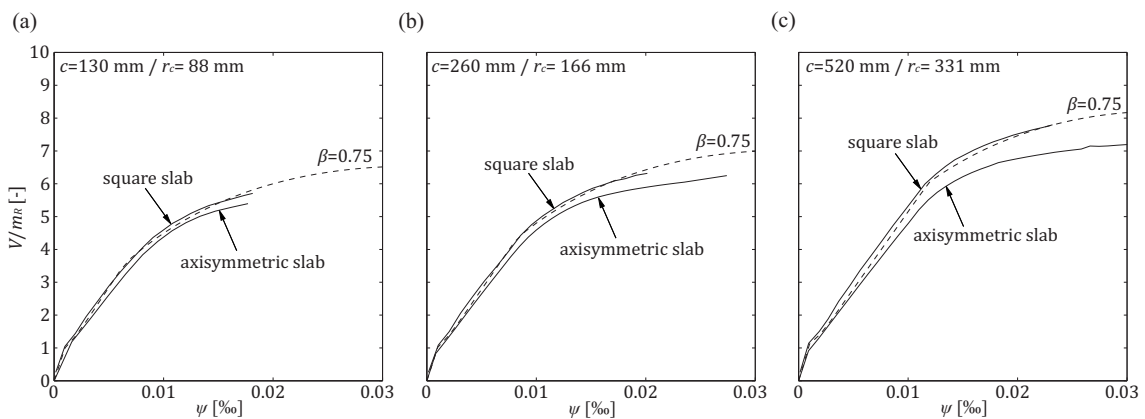 (a)
10
9
8
7
6
5
4
3
2
1
0
V/mR [-]
c=130 mm / rc= 88 mm
β=0.75
square slab
axisymmetric slab
0 0.01 0.02 0.03
ψ [‰]
(b)
c=260 mm / rc= 166 mm
β=0.75
square slab
axisymmetric slab
0 0.01 0.02 0.03
ψ [‰]
(c)
c=520 mm / rc= 331 mm
β=0.75
square slab
axisymmetric slab
0 0.01 0.02 0.03
ψ [‰]